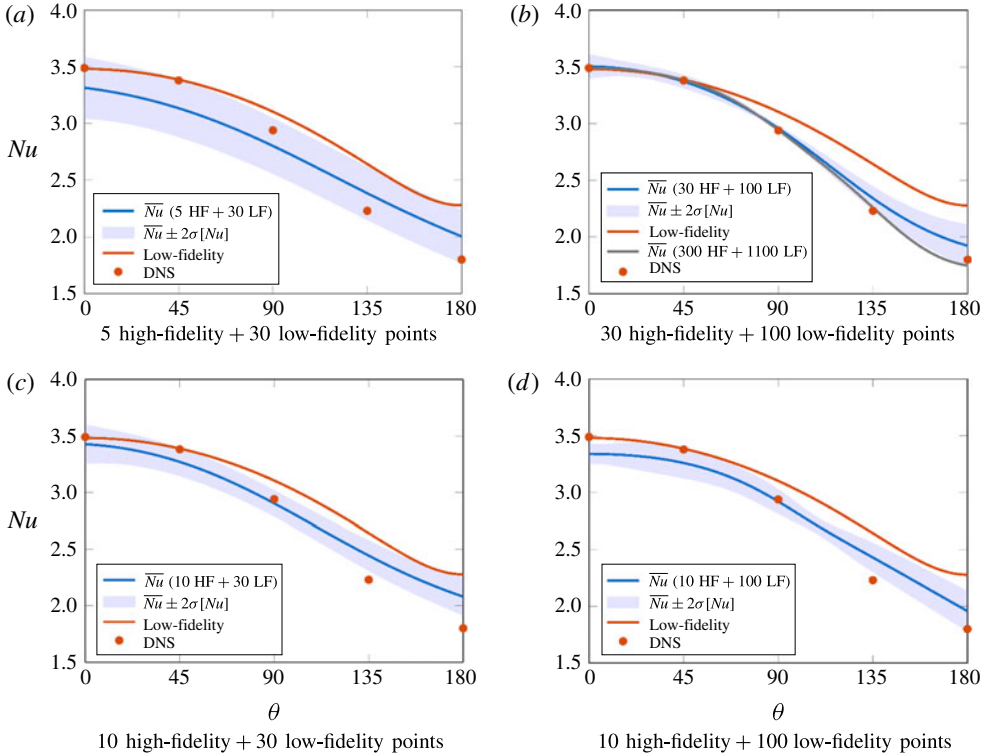 (a)
4.0
3.5
3.0
2.5
2.0
1.5
Nu
N̅u̅ (5 HF + 30 LF)
N̅u̅ ± 2σ[Nu]
Low-fidelity
DNS
0 45 90 135 180
5 high-fidelity + 30 low-fidelity points
(b)
4.0
3.5
3.0
2.5
2.0
1.5
N̅u̅ (30 HF + 100 LF)
N̅u̅ ± 2σ[Nu]
Low-fidelity
N̅u̅ (300 HF + 1100 LF)
DNS
0 45 90 135 180
30 high-fidelity + 100 low-fidelity points
(c)
4.0
3.5
3.0
2.5
2.0
1.5
Nu
N̅u̅ (10 HF + 30 LF)
N̅u̅ ± 2σ[Nu]
Low-fidelity
DNS
0 45 90 135 180
θ
10 high-fidelity + 30 low-fidelity points
(d)
4.0
3.5
3.0
2.5
2.0
1.5
N̅u̅ (10 HF + 100 LF)
N̅u̅ ± 2σ[Nu]
Low-fidelity
DNS
0 45 90 135 180
θ
10 high-fidelity + 100 low-fidelity points